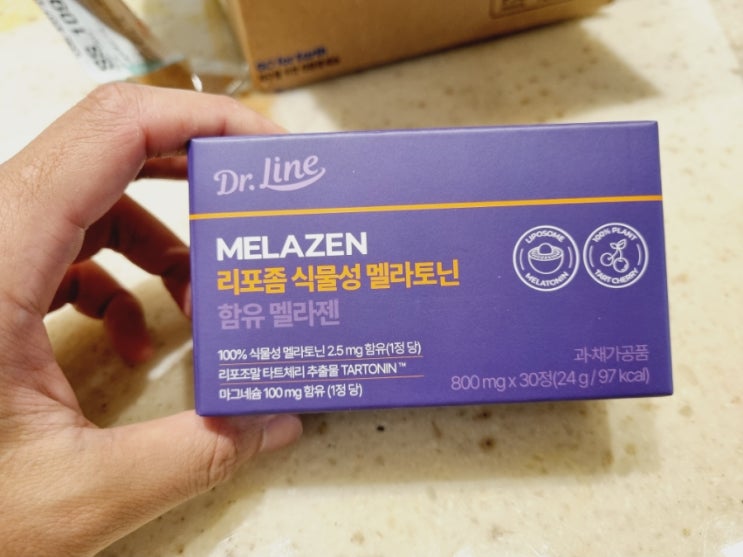 Dr. Line
MELAZEN
리포좀 식물성 멜라토닌
함유 멜라젠
LIPOSOME
MELATONIN
100% PLANT
TART CHERRY
100% 식물성 멜라토닌 2.5 mg 함유(1정 당)
리포조말 타트체리 추출물 TARTONIN™
마그네슘 100 mg 함유 (1정 당)
과·채가공품
800 mg x 30정(24 g / 97 kcal)